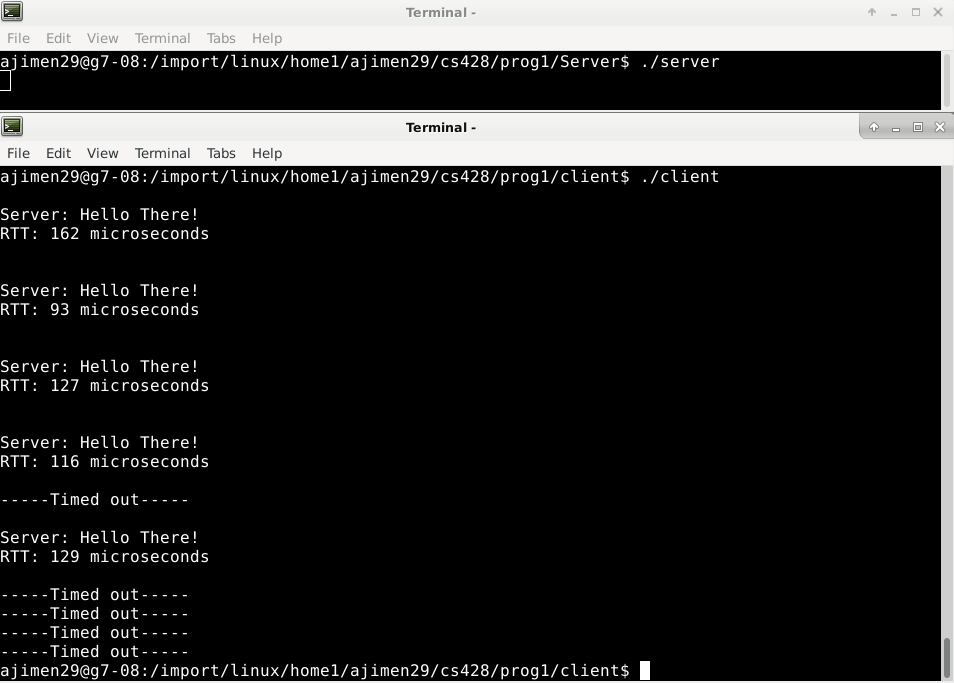 Terminal -
File Edit View Terminal Tabs Help
ajimen29@g7-08:/import/linux/home1/ajimen29/cs428/prog1/Server$ ./server
Terminal -
File Edit View Terminal Tabs Help
ajimen29@g7-08:/import/linux/home1/ajimen29/cs428/prog1/client$ ./client
Server: Hello There!
RTT: 162 microseconds
Server: Hello There!
RTT: 93 microseconds
Server: Hello There!
RTT: 127 microseconds
Server: Hello There!
RTT: 116 microseconds
-----Timed out-----
Server: Hello There!
RTT: 129 microseconds
-----Timed out-----
-----Timed out-----
-----Timed out-----
-----Timed out-----
ajimen29@g7-08:/import/linux/home1/ajimen29/cs428/prog1/client$